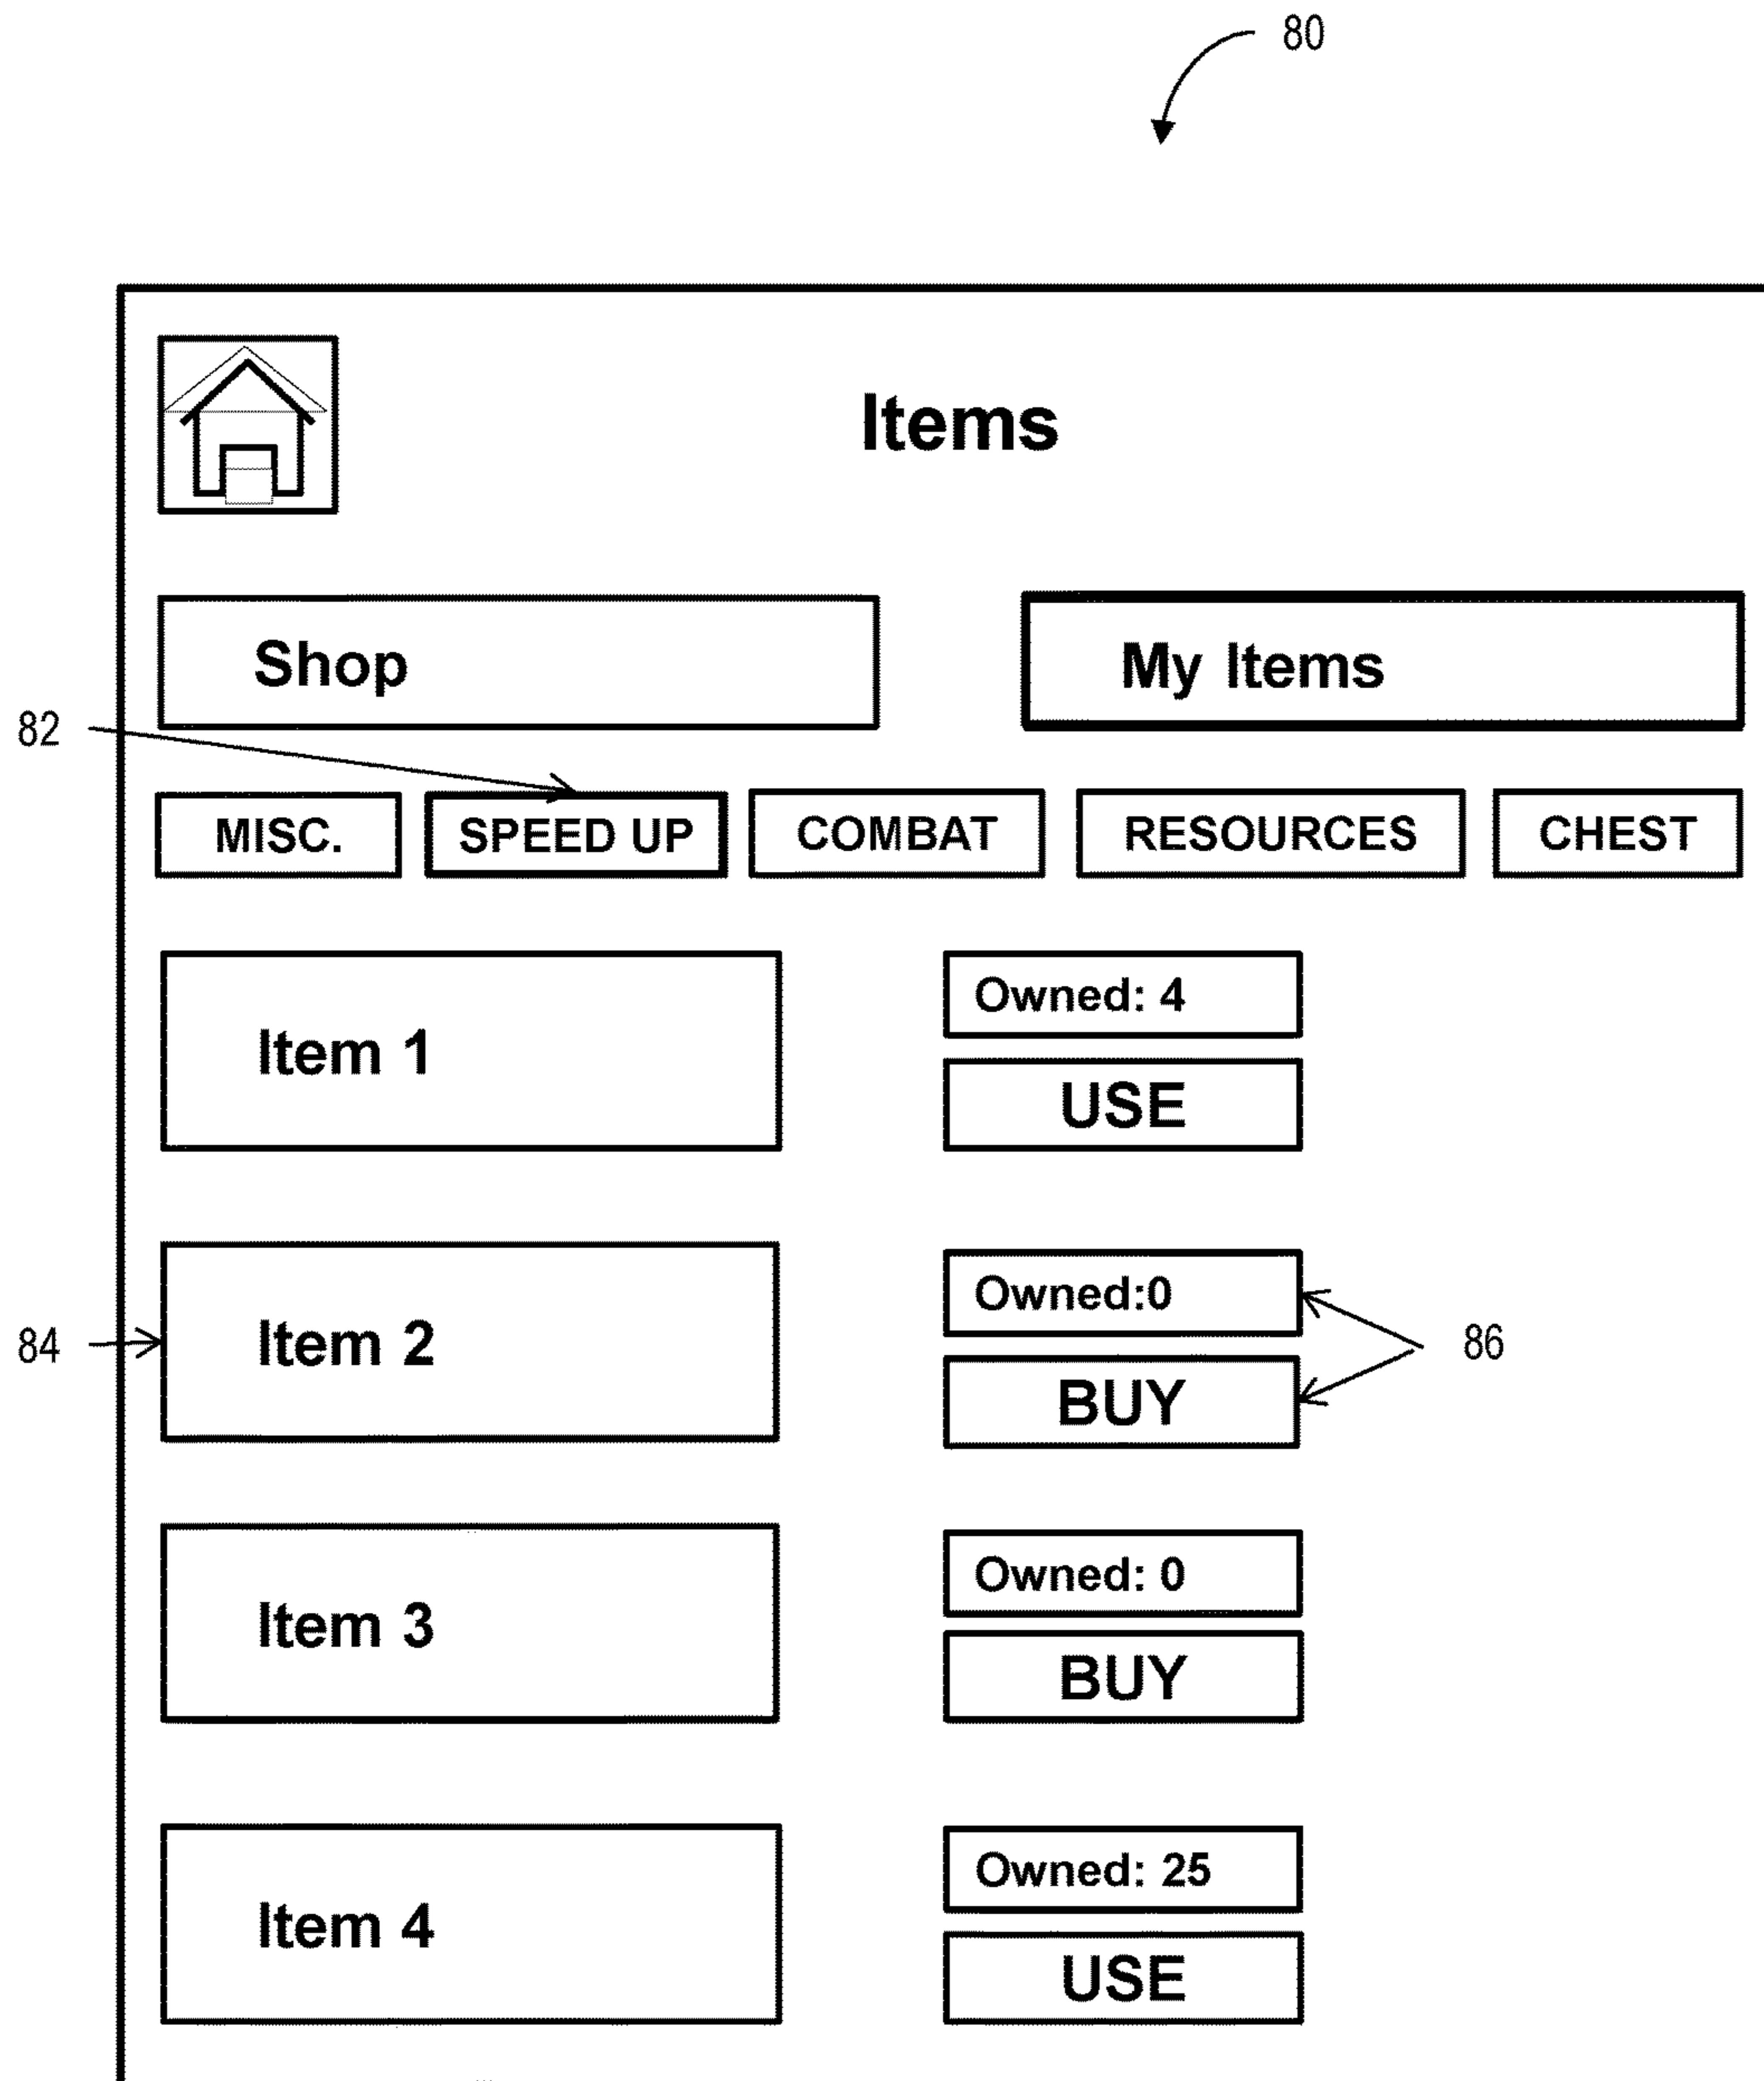 80
Items
Shop
My Items
82
MISC.
SPEED UP
COMBAT
RESOURCES
CHEST
Item 1
Owned: 4
USE
84
Item 2
Owned:0
BUY
86
Item 3
Owned: 0
BUY
Item 4
Owned: 25
USE